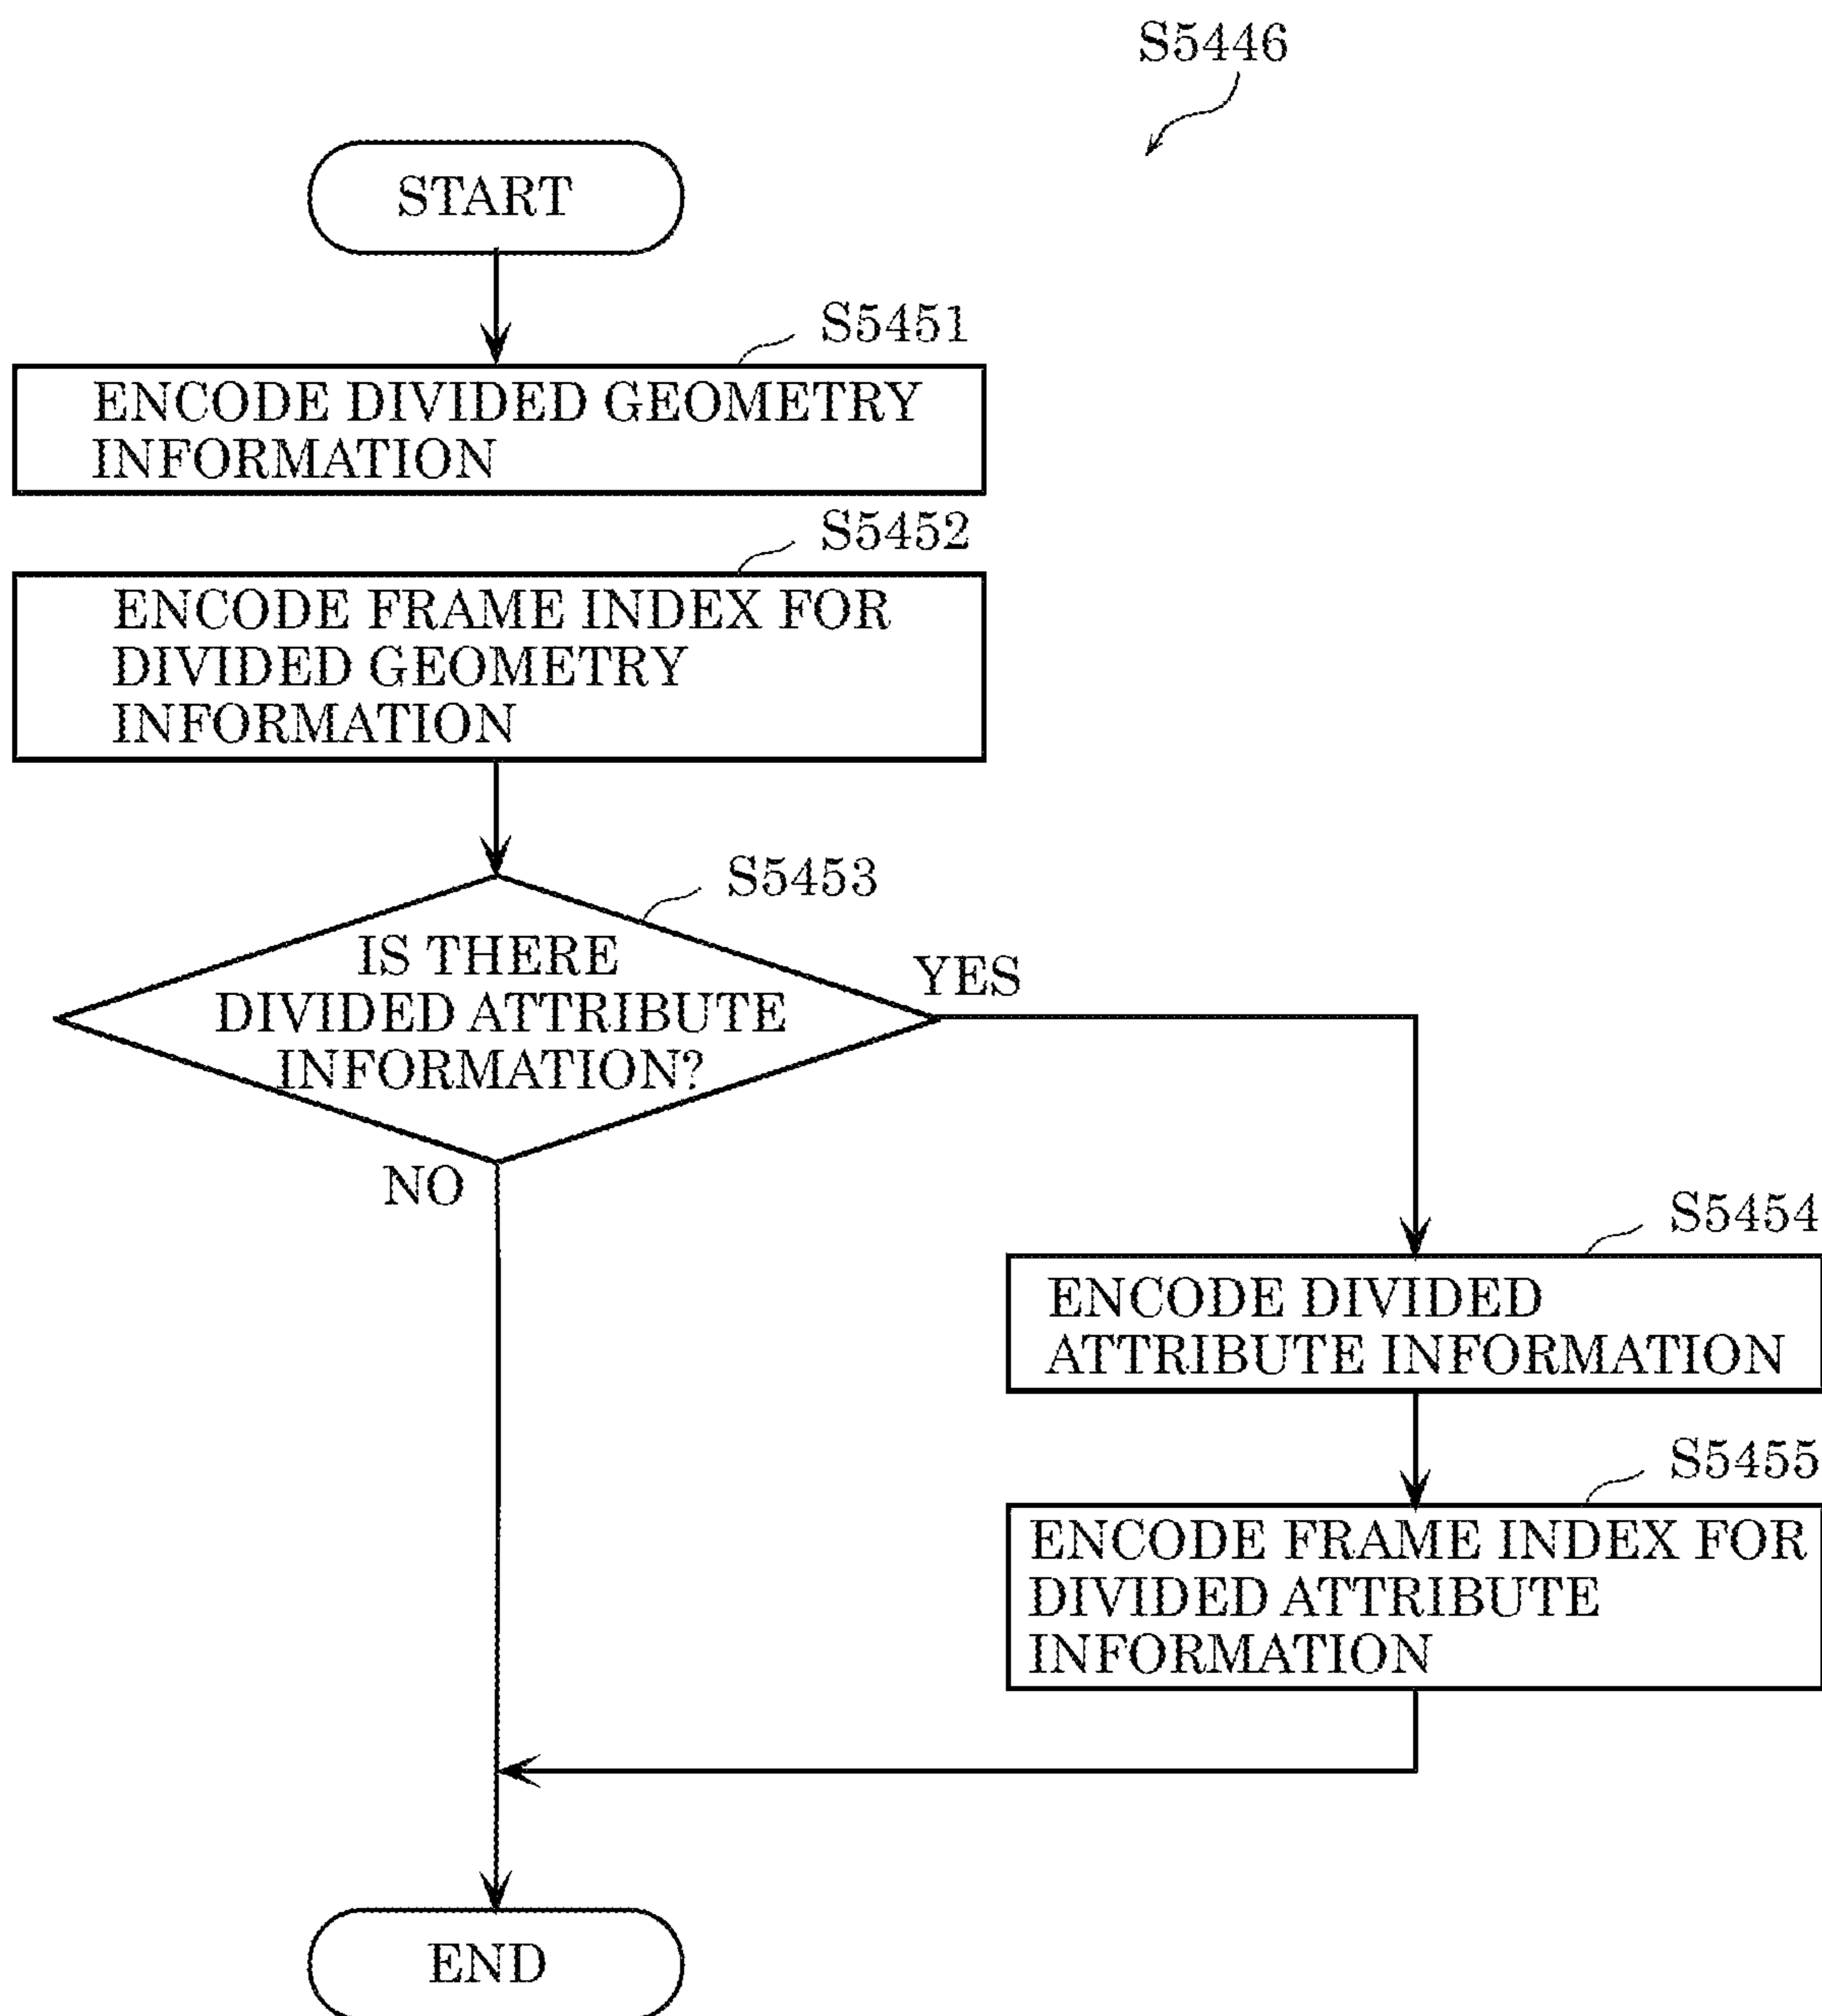 S5446
START
S5451
ENCODE DIVIDED GEOMETRY
INFORMATION
S5452
ENCODE FRAME INDEX FOR
DIVIDED GEOMETRY
INFORMATION
S5453
IS THERE
DIVIDED ATTRIBUTE
INFORMATION?
YES
NO
S5454
ENCODE DIVIDED
ATTRIBUTE INFORMATION
S5455
ENCODE FRAME INDEX FOR
DIVIDED ATTRIBUTE
INFORMATION
END